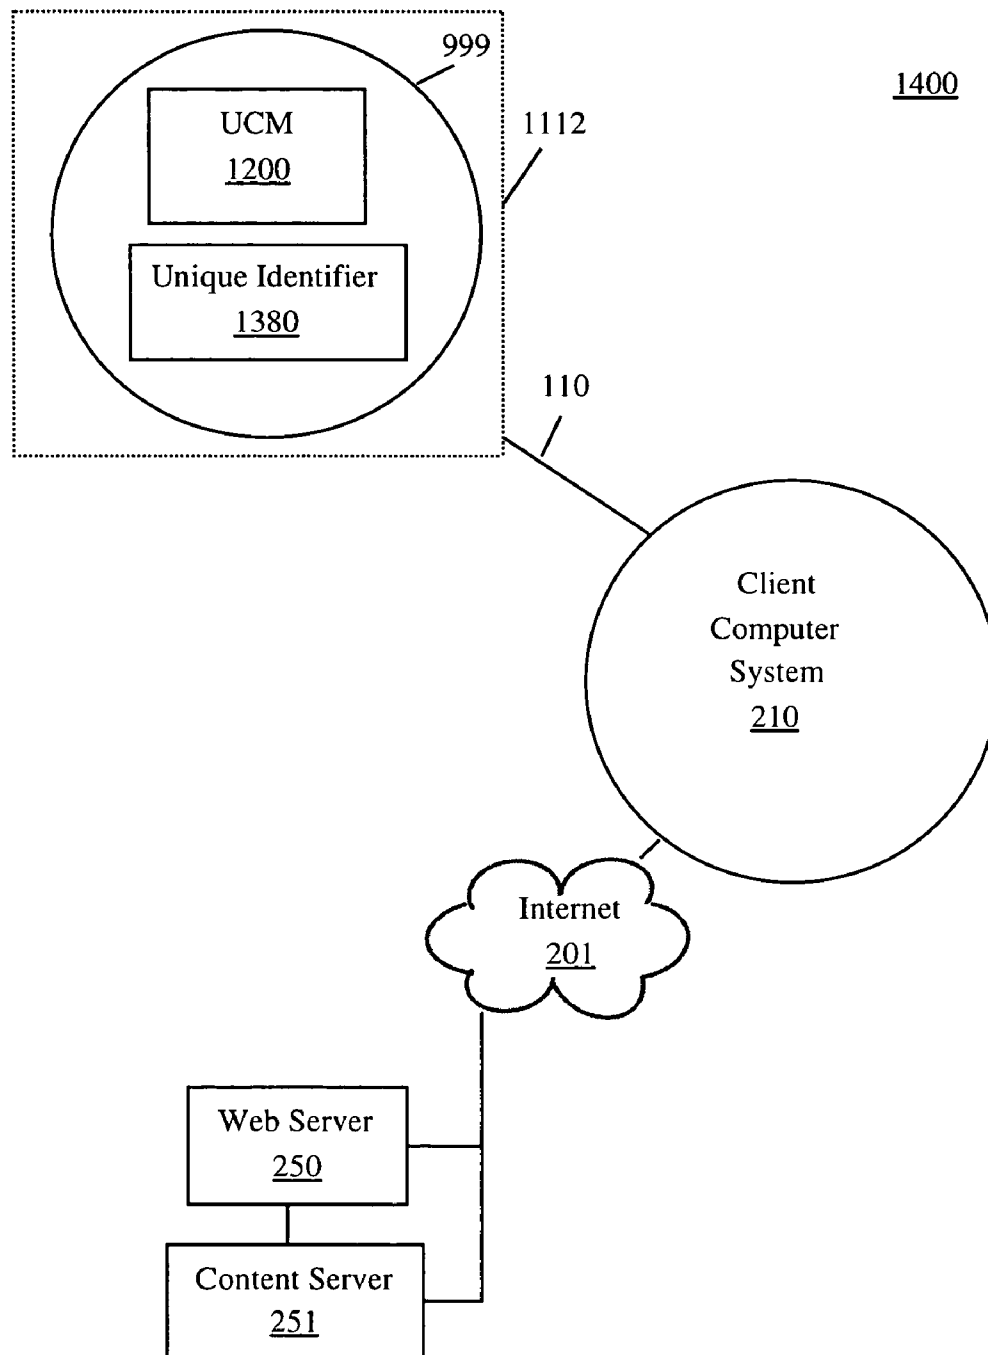 999
1400
UCM
1200
1112
Unique Identifier
1380
110
Client
Computer
System
210
Internet
201
Web Server
250
Content Server
251